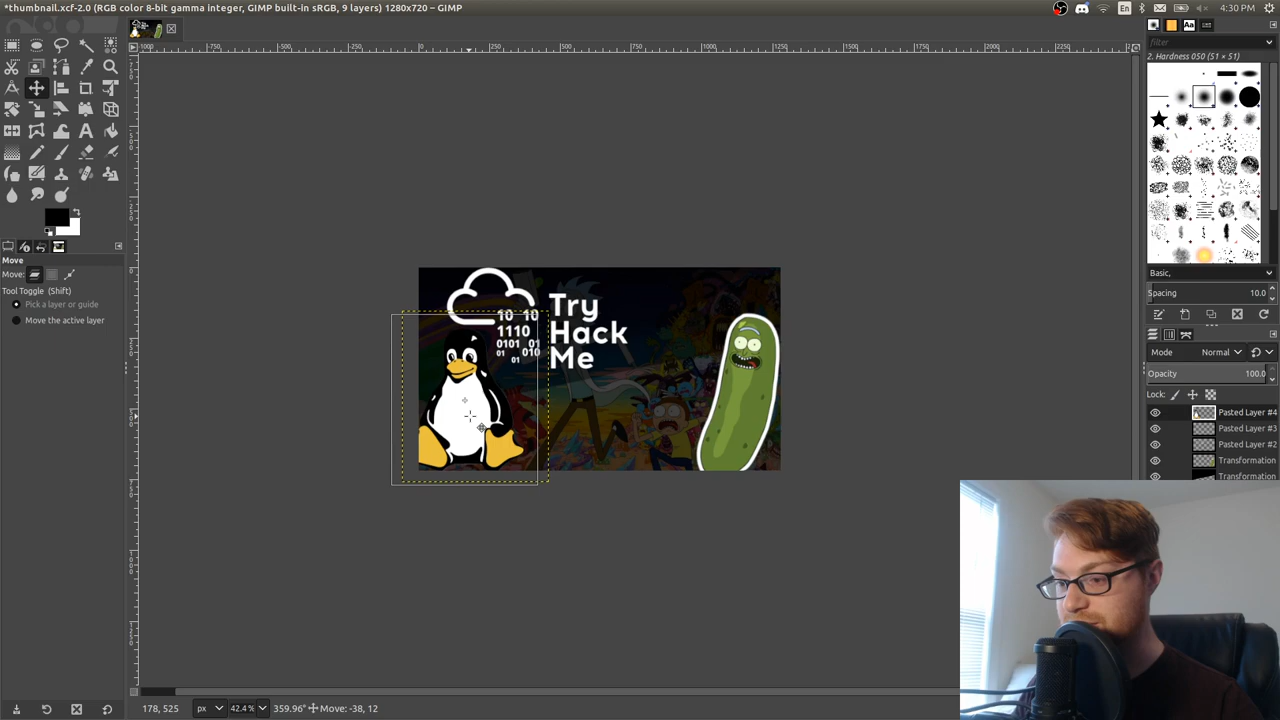 *thumbnail.xcf-2.0 (RGB color 8-bit gamma integer, GIMP built-in sRGB, 9 layers) 1280x720 – GIMP
En
4:30 PM
filter
2. Hardness 050 (51 × 51)
Move
Move:
Tool Toggle (Shift)
Pick a layer or guide
Move the active layer
10 10
1110
0101 01
01 01 010
Try
Hack
Me
Basic,
Spacing 10.0
Mode Normal
Opacity 100.0
Lock:
Pasted Layer #4
Pasted Layer #3
Pasted Layer #2
Transformation
Transformation
178, 525 px 42.4% 359.96° Move: -38, 12